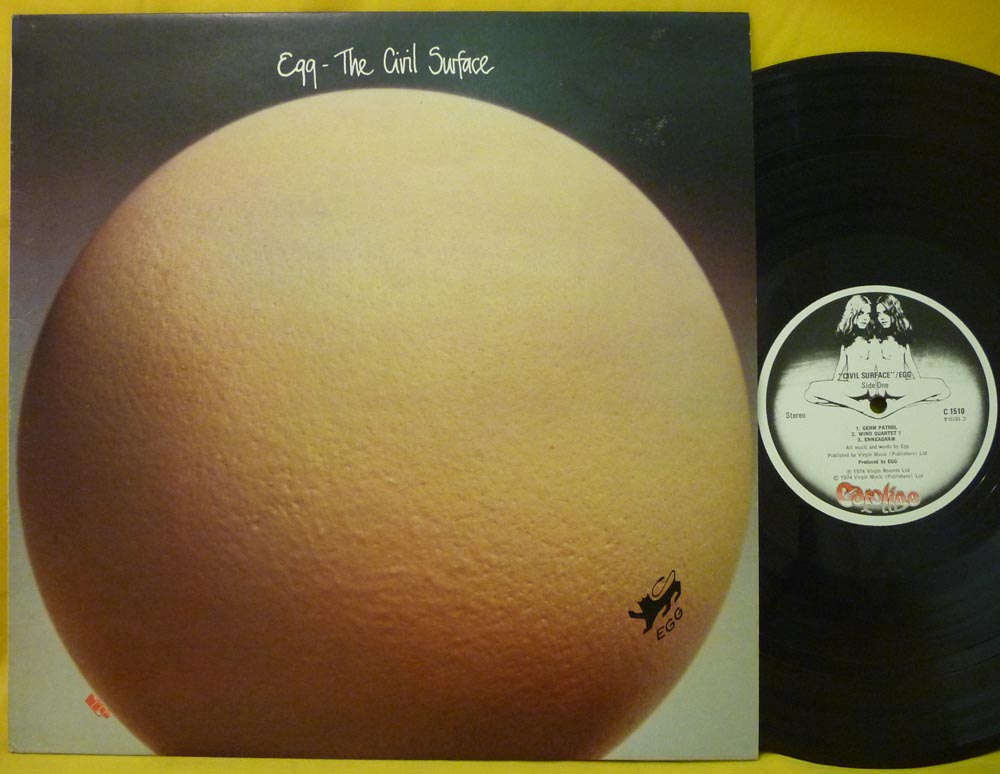 Egg - The Civil Surface
EGG
"CIVIL SURFACE"/EGG
Side One
Stereo
C 1510
1. GERM PATROL
2. WIND QUARTET 1
3. ENNEAGRAM
All music and words by Egg
Published by Virgin Music (Publishers) Ltd
Produced by EGG
℗ 1974 Virgin Records Ltd
© 1974 Virgin Music (Publishers) Ltd
Caroline